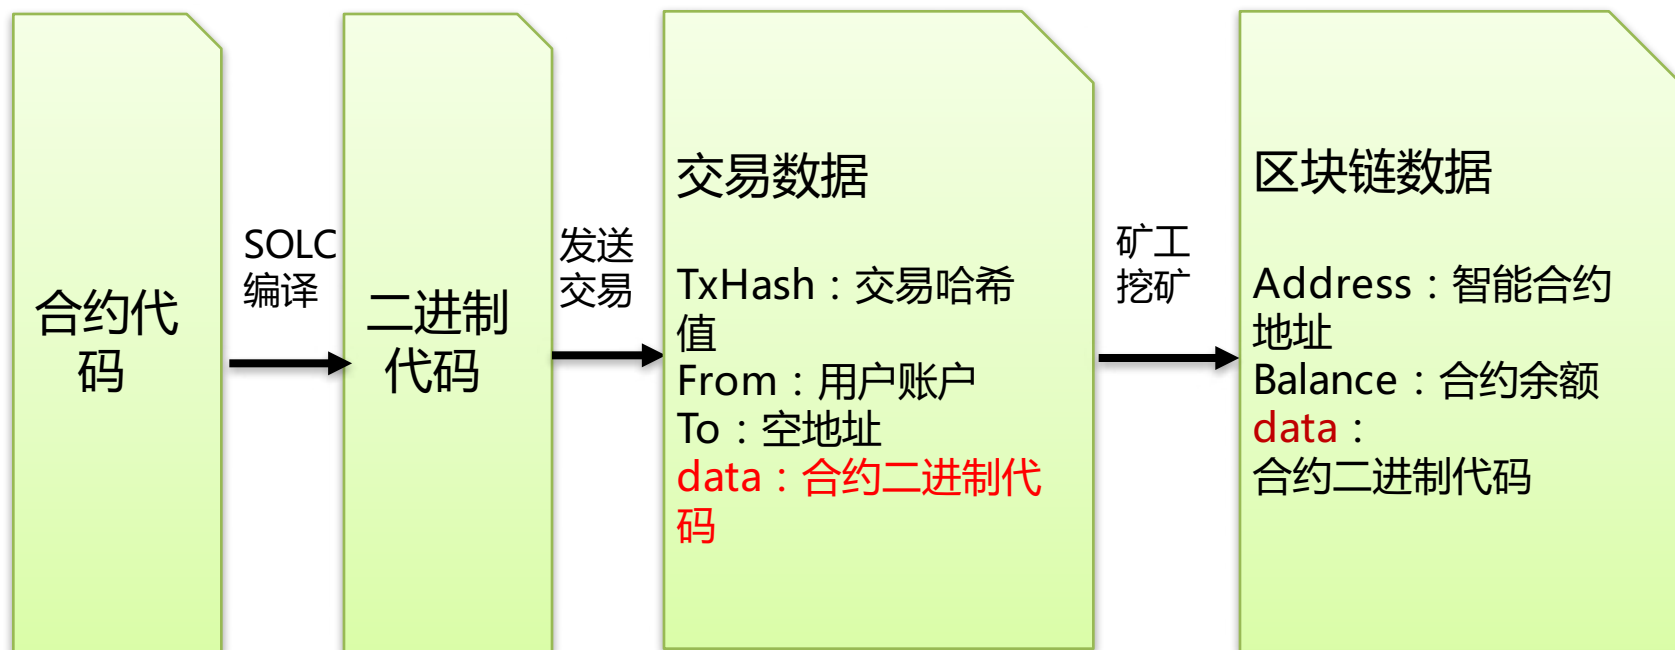 合约代
码
SOLC
编译
二进制
代码
发送
交易
交易数据
TxHash：交易哈希
值
From：用户账户
To：空地址
data：合约二进制代
码
矿工
挖矿
区块链数据
Address：智能合约
地址
Balance：合约余额
data：
合约二进制代码